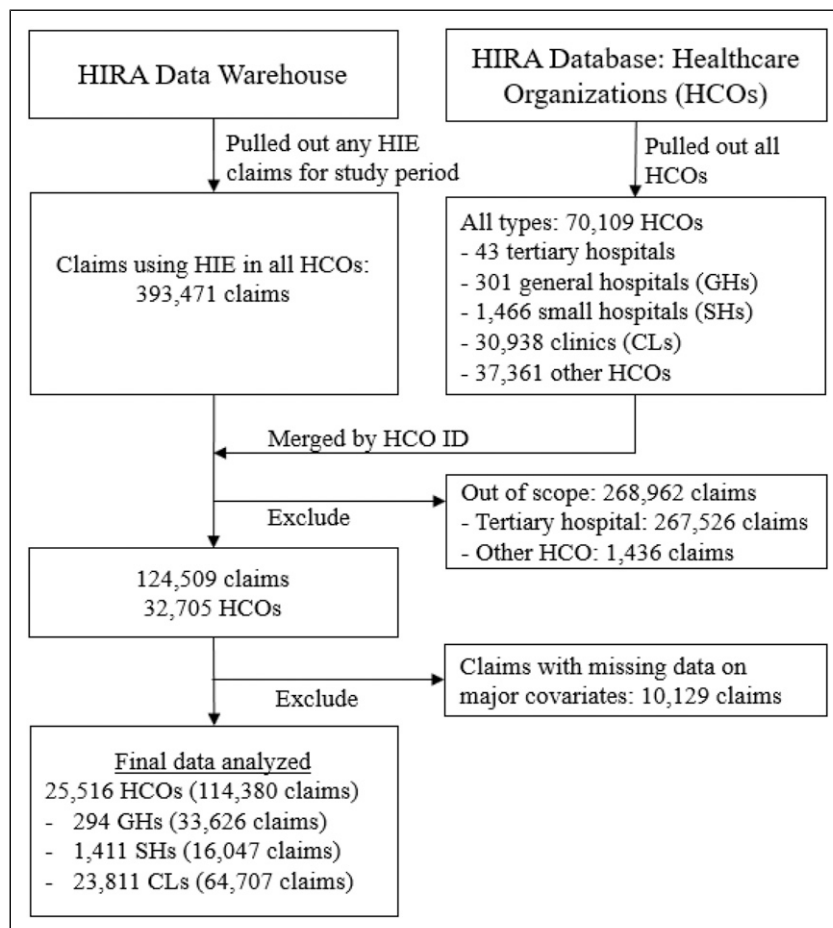 HIRA Data Warehouse
HIRA Database: Healthcare
Organizations (HCOs)
Pulled out any HIE
claims for study period
Pulled out all
HCOs
Claims using HIE in all HCOs:
393,471 claims
All types: 70,109 HCOs
- 43 tertiary hospitals
- 301 general hospitals (GHs)
- 1,466 small hospitals (SHs)
- 30,938 clinics (CLs)
- 37,361 other HCOs
Merged by HCO ID
Exclude
Out of scope: 268,962 claims
- Tertiary hospital: 267,526 claims
- Other HCO: 1,436 claims
124,509 claims
32,705 HCOs
Exclude
Claims with missing data on
major covariates: 10,129 claims
Final data analyzed
25,516 HCOs (114,380 claims)
- 294 GHs (33,626 claims)
- 1,411 SHs (16,047 claims)
- 23,811 CLs (64,707 claims)